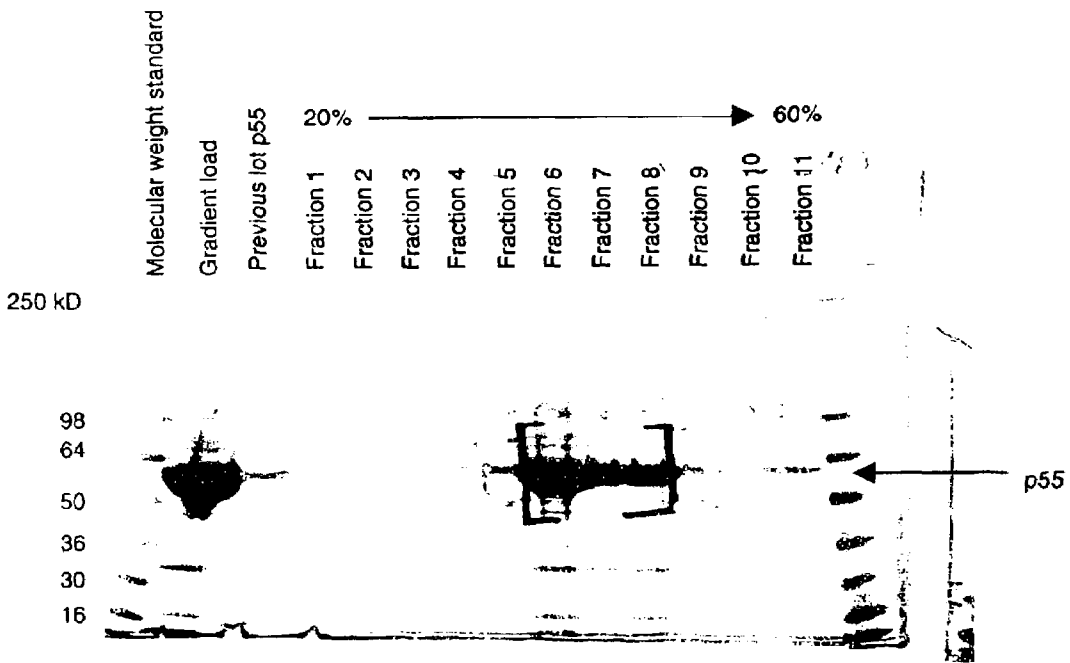 Molecular weight standard
Gradient load
Previous lot p55
20%
60%
Fraction 1
Fraction 2
Fraction 3
Fraction 4
Fraction 5
Fraction 6
Fraction 7
Fraction 8
Fraction 9
Fraction 10
Fraction 11
250 kD
98
64
50
36
30
16
p55